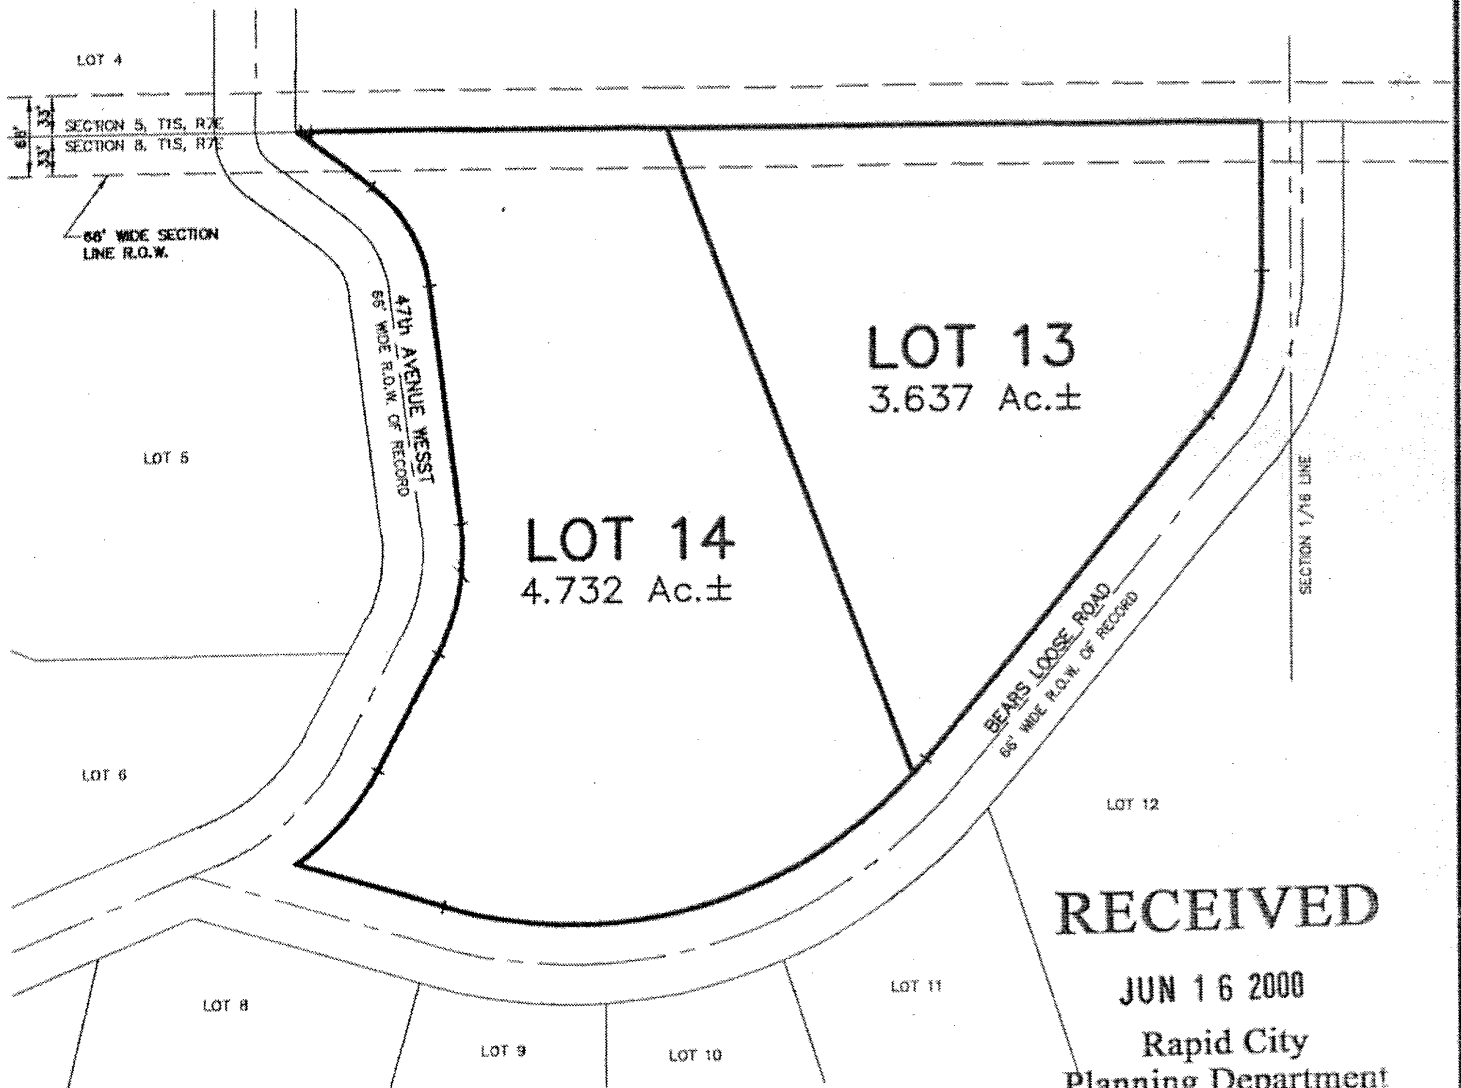 LOT 4
33'
66'
33'
SECTION 5, T1S, R7E
SECTION 8, T1S, R7E
66' WIDE SECTION
LINE R.O.W.
47th AVENUE WESST
66' WIDE R.O.W. OF RECORD
LOT 13
3.637 Ac.±
LOT 5
SECTION 1/16 LINE
LOT 14
4.732 Ac.±
BEARS LOOSE ROAD
66' WIDE R.O.W. OF RECORD
LOT 6
LOT 12
RECEIVED
JUN 16 2000
Rapid City
Planning Department
LOT 8
LOT 9
LOT 10
LOT 11